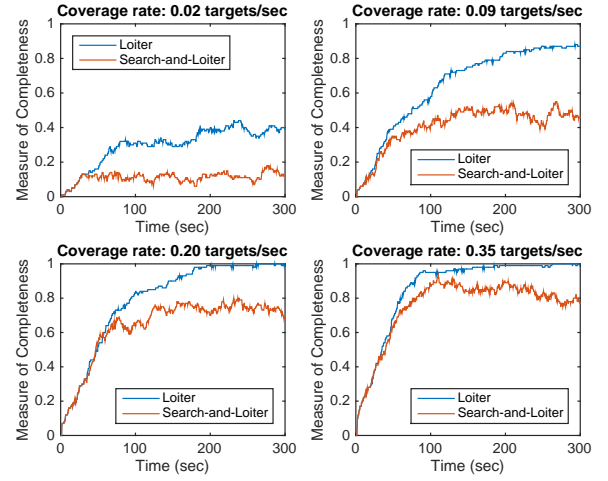 Coverage rate: 0.02 targets/sec
Measure of Completeness
1
0.8
0.6
0.4
0.2
0
Loiter
Search-and-Loiter
0 100 200 300
Time (sec)
Coverage rate: 0.09 targets/sec
Measure of Completeness
1
0.8
0.6
0.4
0.2
0
Loiter
Search-and-Loiter
0 100 200 300
Time (sec)
Coverage rate: 0.20 targets/sec
Measure of Completeness
1
0.8
0.6
0.4
0.2
0
Loiter
Search-and-Loiter
0 100 200 300
Time (sec)
Coverage rate: 0.35 targets/sec
Measure of Completeness
1
0.8
0.6
0.4
0.2
0
Loiter
Search-and-Loiter
0 100 200 300
Time (sec)